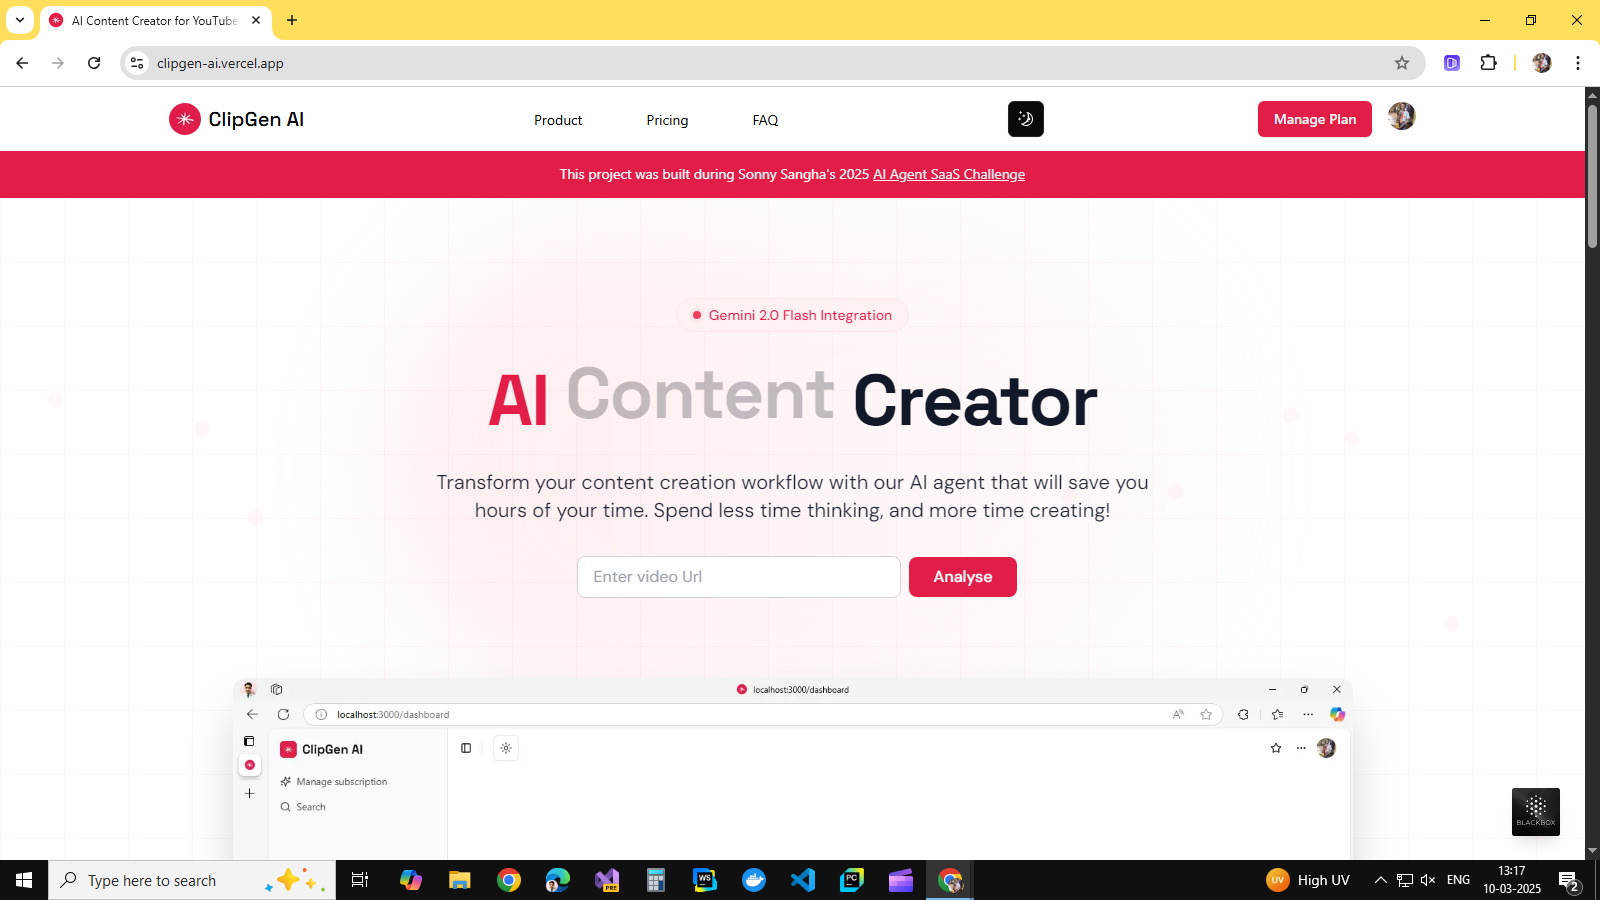 AI Content Creator for YouTube
clipgen-ai.vercel.app
ClipGen AI
Product
Pricing
FAQ
Manage Plan
This project was built during Sonny Sangha's 2025 AI Agent SaaS Challenge
Gemini 2.0 Flash Integration
AI Content Creator
Transform your content creation workflow with our AI agent that will save you
hours of your time. Spend less time thinking, and more time creating!
Enter video Url
Analyse
localhost:3000/dashboard
localhost:3000/dashboard
ClipGen AI
Manage subscription
Search
BLACKBOX
Type here to search
PRE
WS
PC
UV
High UV
ENG
13:17
10-03-2025
2